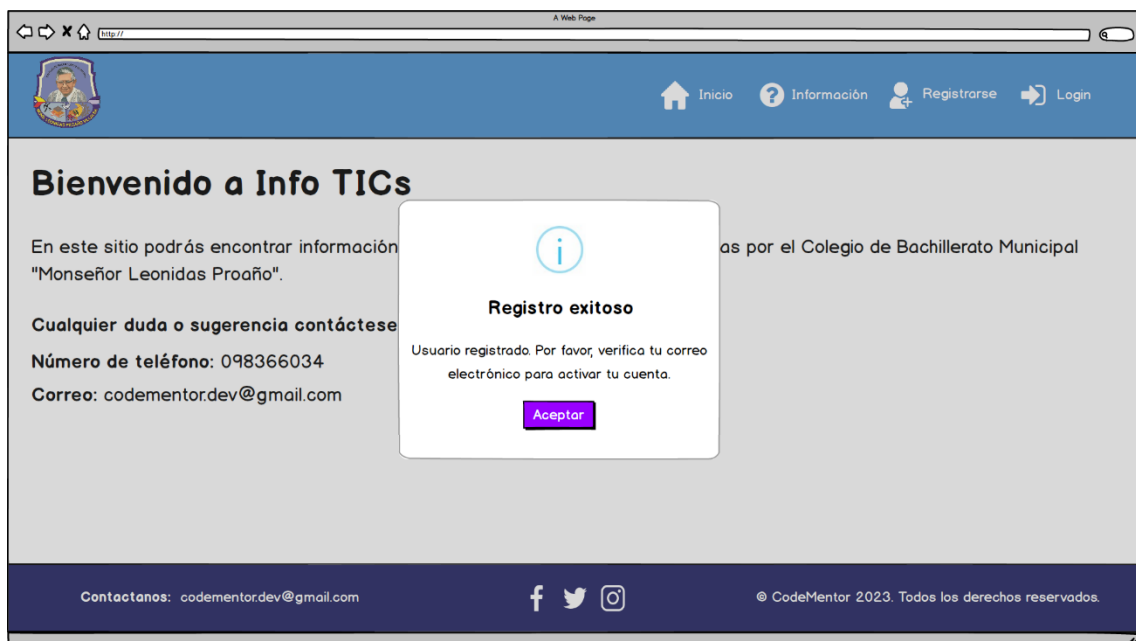 A Web Page
http://
Inicio
Información
Registrarse
Login
Bienvenido a Info TICs
En este sitio podrás encontrar información as por el Colegio de Bachillerato Municipal
"Monseñor Leonidas Proaño".
Cualquier duda o sugerencia contáctese
Número de teléfono: 098366034
Correo: codementor.dev@gmail.com
i
Registro exitoso
Usuario registrado. Por favor, verifica tu correo
electrónico para activar tu cuenta.
Aceptar
Contactanos: codementor.dev@gmail.com
© CodeMentor 2023. Todos los derechos reservados.